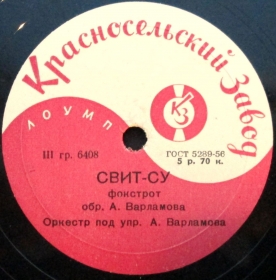 Красносельский Завод
ЛОУМП
КЗ
Ш гр. 6408
ГОСТ 5289-56
5 р. 70 к.
СВИТ-СУ
фокстрот
обр. А. Варламова
Оркестр под упр. А. Варламова